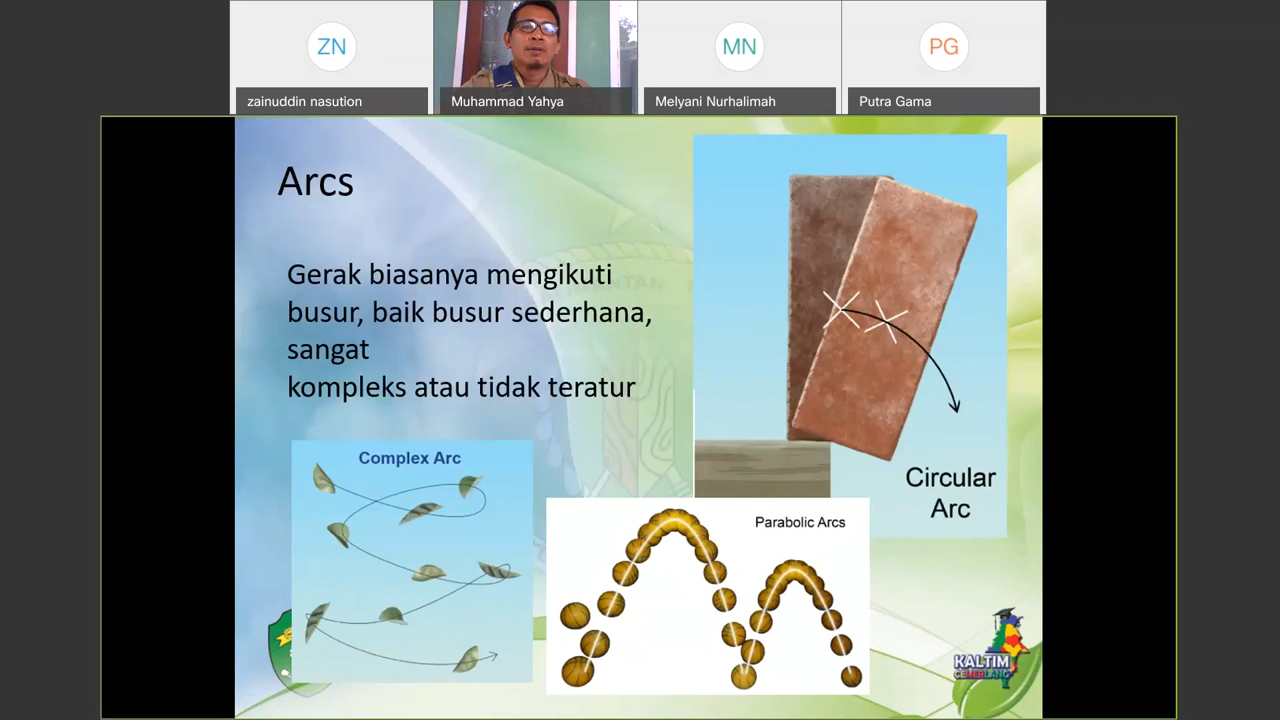 ZN
MN
PG
zainuddin nasution
Muhammad Yahya
Melyani Nurhalimah
Putra Gama
Arcs
Gerak biasanya mengikuti
busur, baik busur sederhana,
sangat
kompleks atau tidak teratur
Complex Arc
Parabolic Arcs
Circular
Arc
KALTIM
CEMERLANG